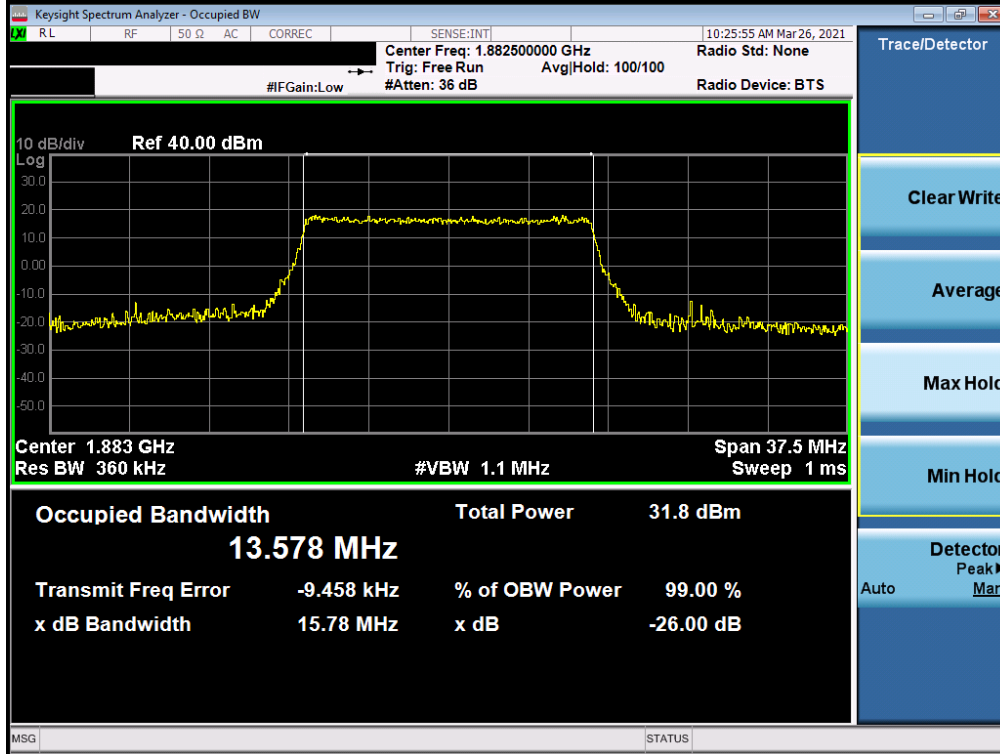 Keysight Spectrum Analyzer - Occupied BW
LXI RL RF 50 Ω AC CORREC SENSE:INT 10:25:55 AM Mar 26, 2021
Center Freq: 1.882500000 GHz Radio Std: None
Trig: Free Run Avg|Hold: 100/100
#IFGain:Low #Atten: 36 dB Radio Device: BTS
10 dB/div Ref 40.00 dBm
Log
30.0
20.0
10.0
0.00
-10.0
-20.0
-30.0
-40.0
-50.0
Center 1.883 GHz Span 37.5 MHz
Res BW 360 kHz #VBW 1.1 MHz Sweep 1 ms
Occupied Bandwidth Total Power 31.8 dBm
13.578 MHz
Transmit Freq Error -9.458 kHz % of OBW Power 99.00 %
x dB Bandwidth 15.78 MHz x dB -26.00 dB
MSG STATUS
Trace/Detector
Clear Write
Average
Max Hold
Min Hold
Detector
Peak
Auto Man